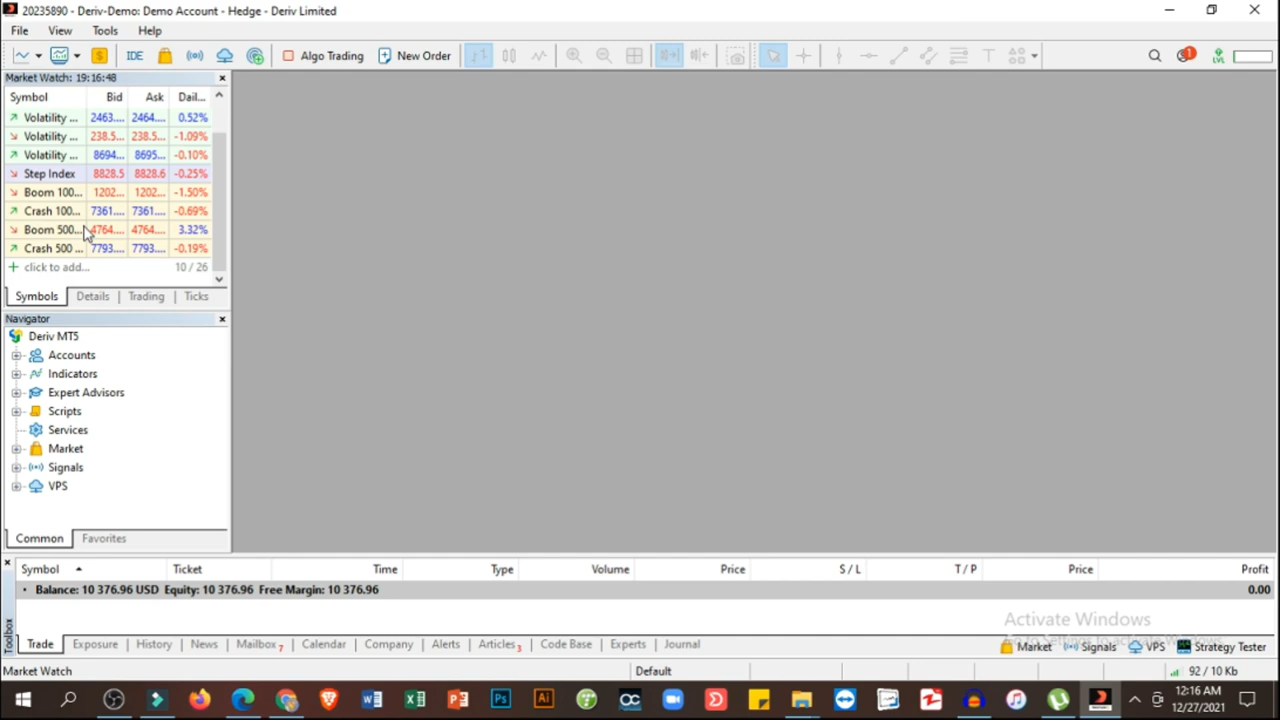 20235890 - Deriv-Demo: Demo Account - Hedge - Deriv Limited
File View Tools Help
IDE Algo Trading New Order 1 LVL
Market Watch: 19:16:48
Symbol Bid Ask Dail...
Volatility ... 2463.... 2464.... 0.52%
Volatility ... 238.5... 238.5... -1.09%
Volatility ... 8694... 8695... -0.10%
Step Index 8828.5 8828.6 -0.25%
Boom 100... 1202... 1202... -1.50%
Crash 100... 7361.... 7361.... -0.69%
Boom 500... 4764.... 4764.... 3.32%
Crash 500 ... 7793.... 7793.... -0.19%
click to add... 10 / 26
Symbols Details Trading Ticks
Navigator
Deriv MT5
Accounts
Indicators
Expert Advisors
Scripts
Services
Market
Signals
VPS
Common Favorites
Symbol Ticket Time Type Volume Price S / L T / P Price Profit
Balance: 10 376.96 USD Equity: 10 376.96 Free Margin: 10 376.96 0.00
Activate Windows
Toolbox
Trade Exposure History News Mailbox 7 Calendar Company Alerts Articles 3 Code Base Experts Journal
Market Signals VPS Strategy Tester
Market Watch Default 92 / 10 Kb
12:16 AM
12/27/2021